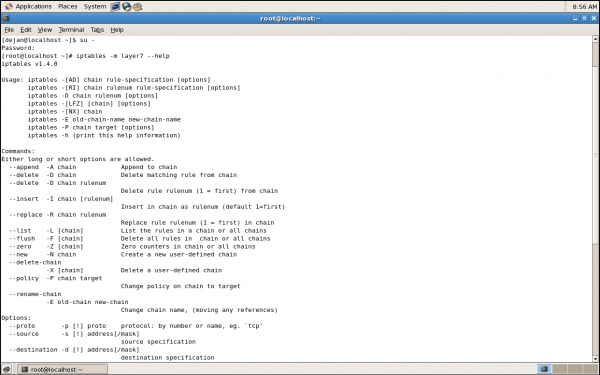 Applications Places System 8:56 AM
root@localhost:~
File Edit View Terminal Tabs Help
[dejan@localhost ~]$ su -
Password:
[root@localhost ~]# iptables -m layer7 --help
iptables v1.4.0
Usage: iptables -[AD] chain rule-specification [options]
iptables -[RI] chain rulenum rule-specification [options]
iptables -D chain rulenum [options]
iptables -[LFZ] [chain] [options]
iptables -[NX] chain
iptables -E old-chain-name new-chain-name
iptables -P chain target [options]
iptables -h (print this help information)
Commands:
Either long or short options are allowed.
--append -A chain Append to chain
--delete -D chain Delete matching rule from chain
--delete -D chain rulenum
Delete rule rulenum (1 = first) from chain
--insert -I chain [rulenum]
Insert in chain as rulenum (default 1=first)
--replace -R chain rulenum
Replace rule rulenum (1 = first) in chain
--list -L [chain] List the rules in a chain or all chains
--flush -F [chain] Delete all rules in chain or all chains
--zero -Z [chain] Zero counters in chain or all chains
--new -N chain Create a new user-defined chain
--delete-chain
-X [chain] Delete a user-defined chain
--policy -P chain target
Change policy on chain to target
--rename-chain
-E old-chain new-chain
Change chain name, (moving any references)
Options:
--proto -p [!] proto protocol: by number or name, eg. `tcp'
--source -s [!] address[/mask]
source specification
--destination -d [!] address[/mask]
destination specification
root@localhost:~